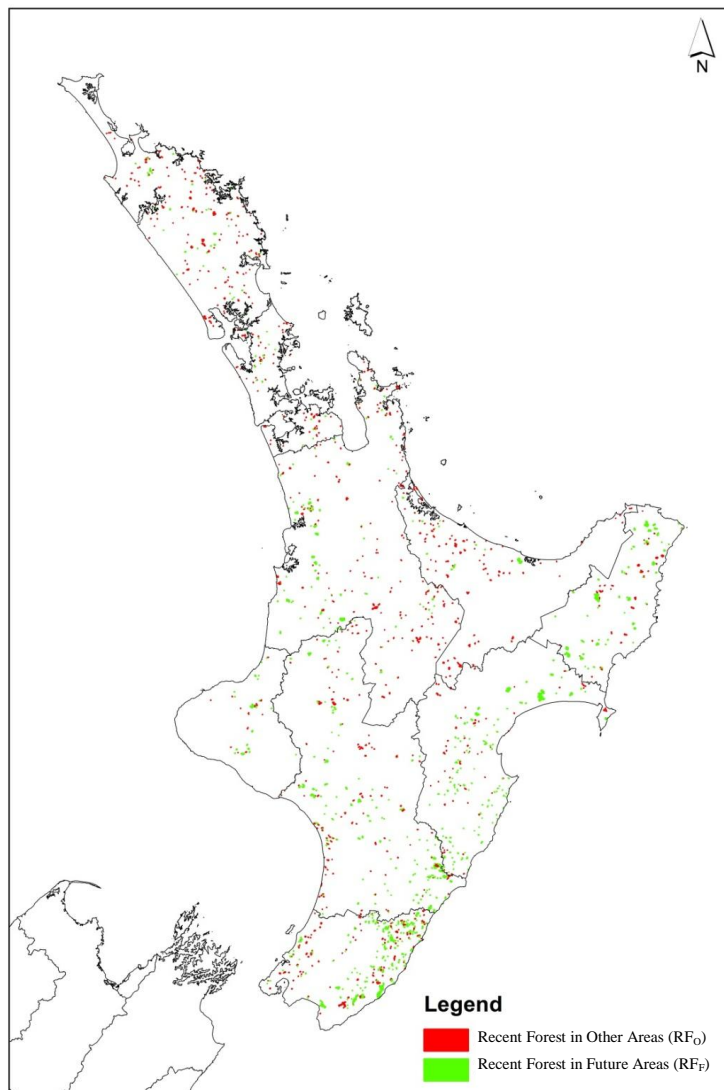 N
Legend
Recent Forest in Other Areas (RFO)
Recent Forest in Future Areas (RFF)